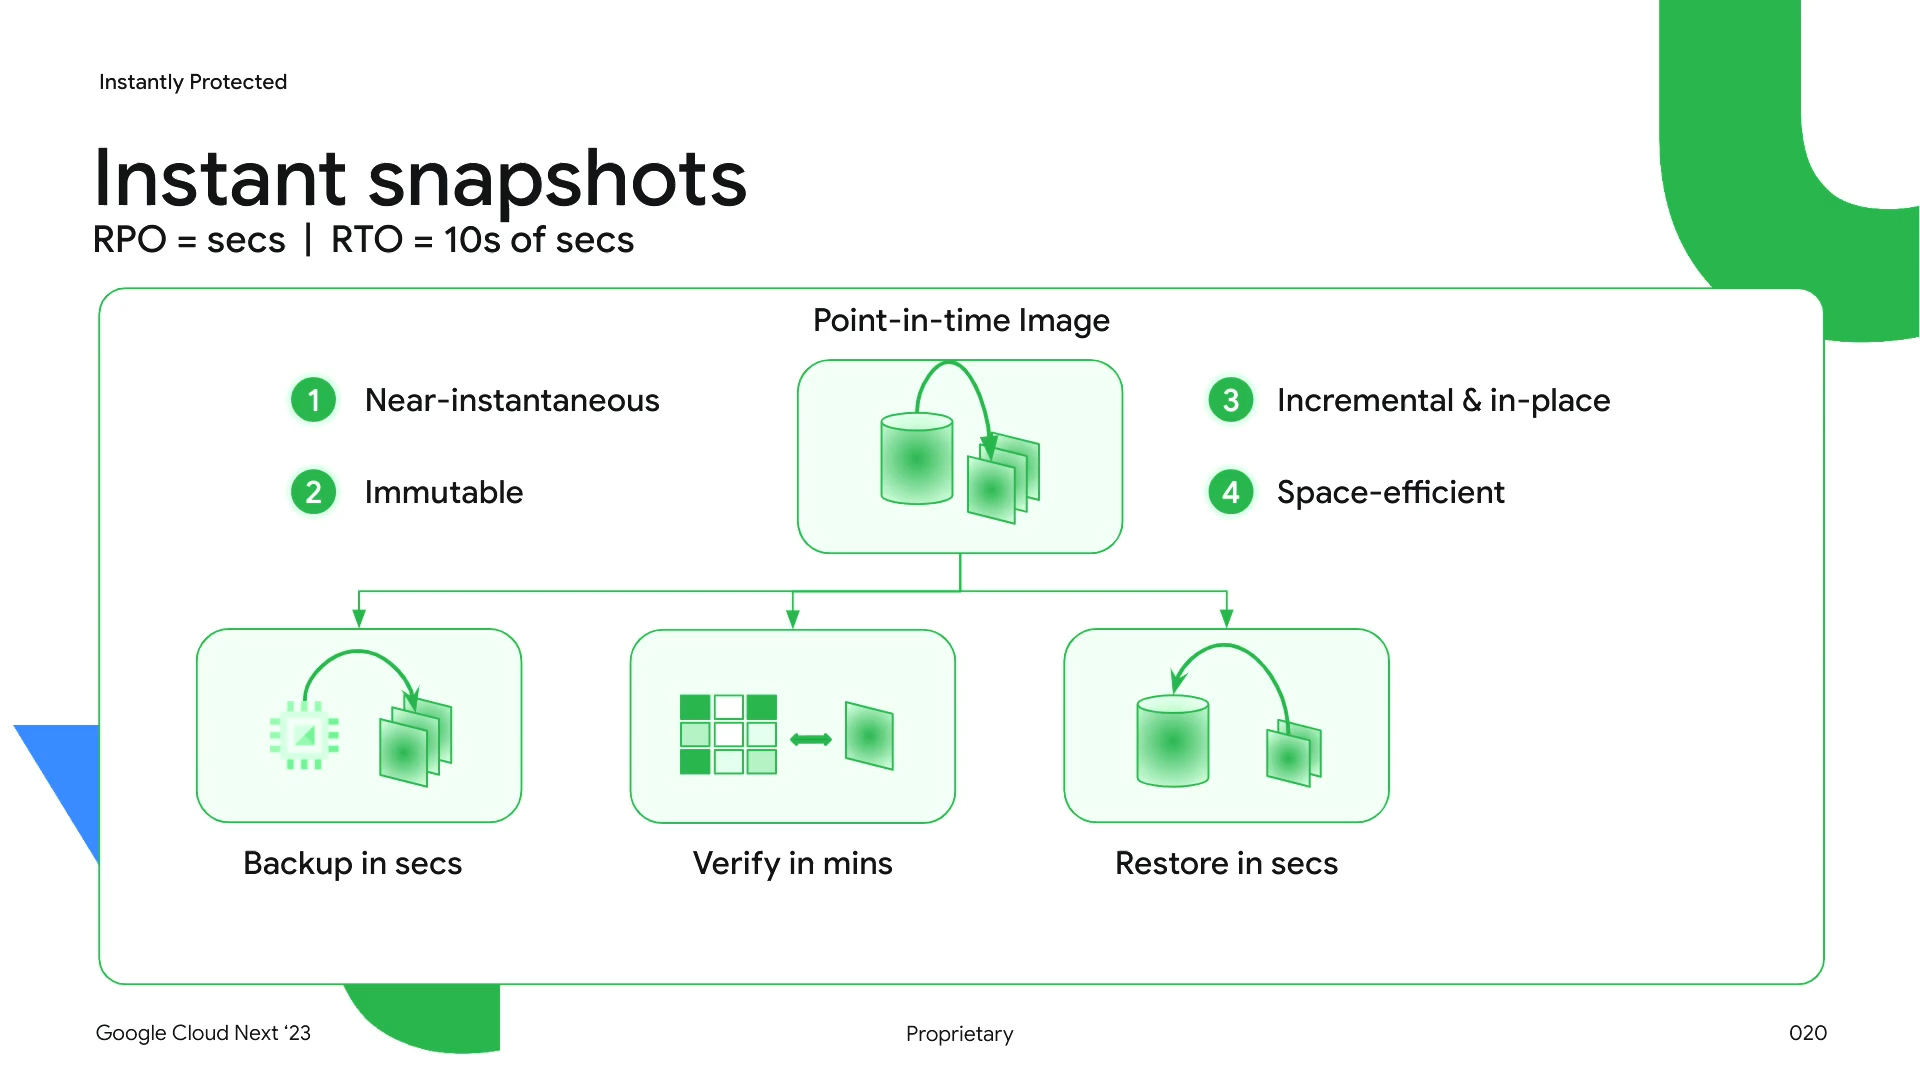 Instantly Protected
Instant snapshots
RPO = secs | RTO = 10s of secs
Point-in-time Image
1 Near-instantaneous
2 Immutable
3 Incremental & in-place
4 Space-efficient
Backup in secs
Verify in mins
Restore in secs
Google Cloud Next ‘23
Proprietary
020